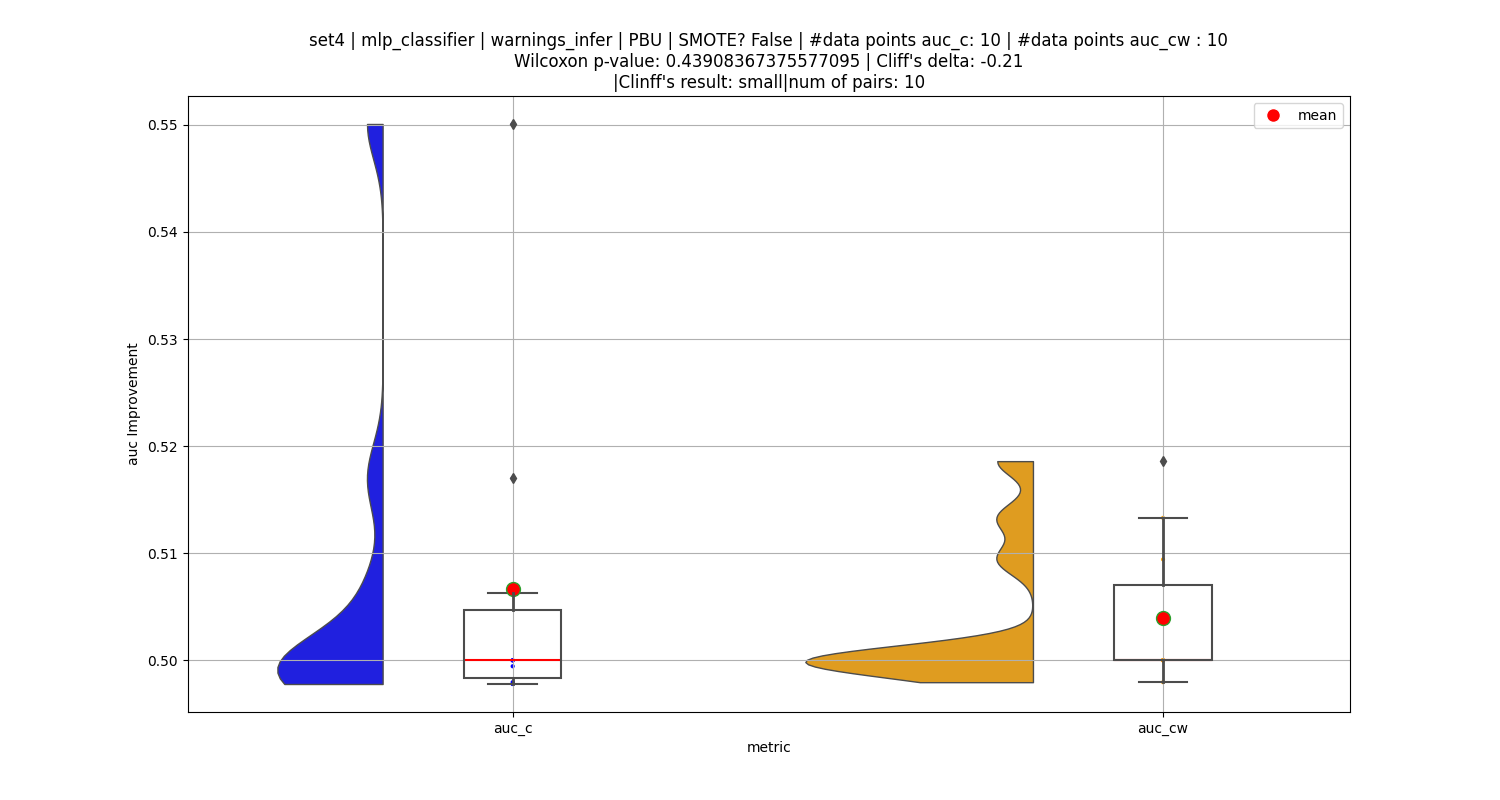 set4 | mlp_classifier | warnings_infer | PBU | SMOTE? False | #data points auc_c: 10 | #data points auc_cw : 10
Wilcoxon p-value: 0.43908367375577095 | Cliff's delta: -0.21
|Clinff's result: small|num of pairs: 10
mean
0.55
0.54
0.53
0.52
0.51
0.50
auc Improvement
auc_c
auc_cw
metric